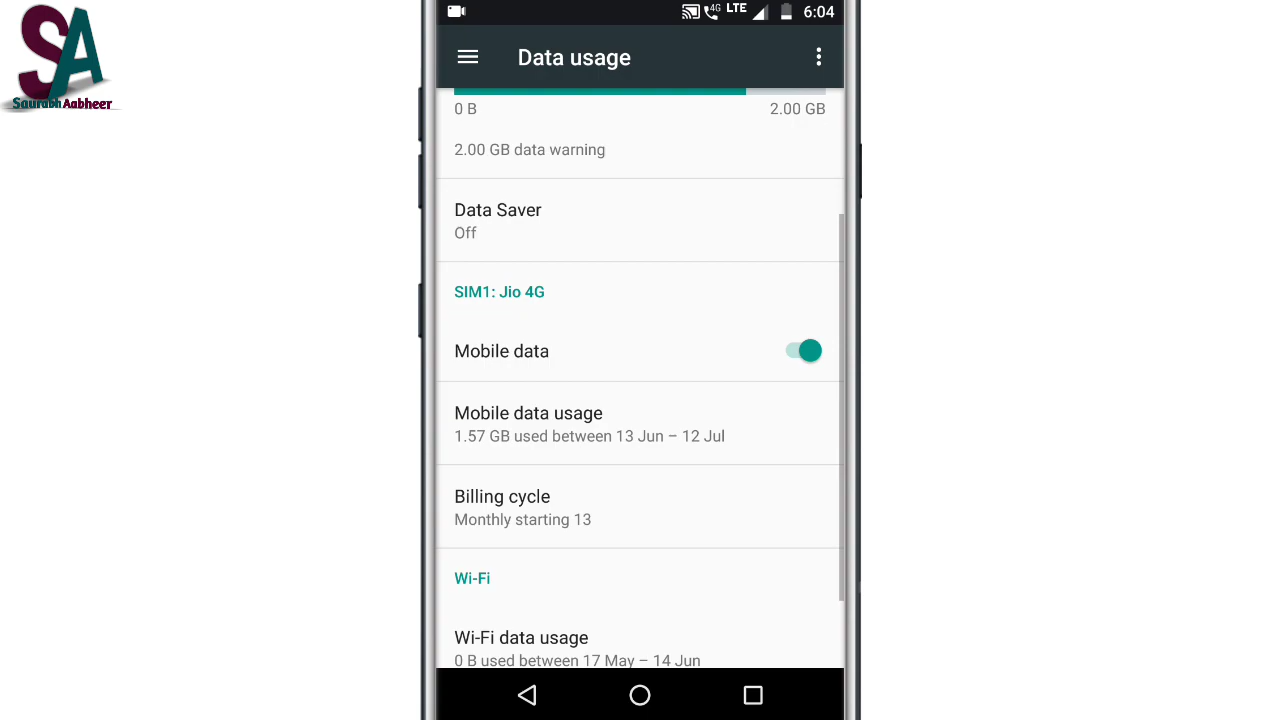 SA
Saurabh Aabheer
4G LTE 6:04
Data usage
0 B 2.00 GB
2.00 GB data warning
Data Saver
Off
SIM1: Jio 4G
Mobile data
Mobile data usage
1.57 GB used between 13 Jun – 12 Jul
Billing cycle
Monthly starting 13
Wi-Fi
Wi-Fi data usage
0 B used between 17 May – 14 Jun